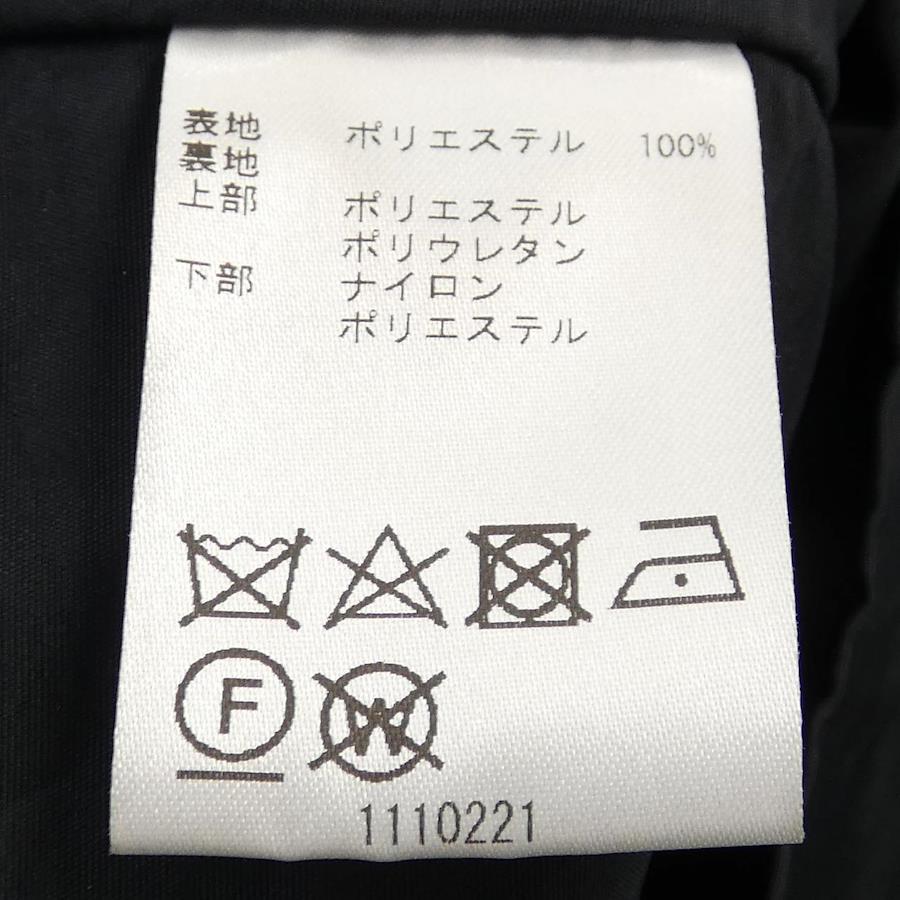 表地 ポリエステル 100%
裏地
上部 ポリエステル
ポリウレタン
下部 ナイロン
ポリエステル
F
W
1110221